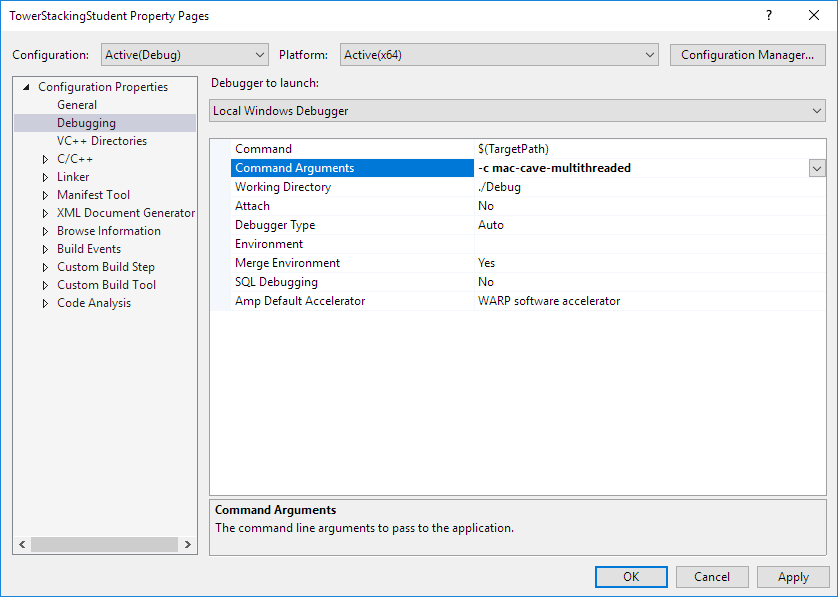 TowerStackingStudent Property Pages
?
Configuration: Active(Debug) Platform: Active(x64) Configuration Manager...
Configuration Properties
General
Debugging
VC++ Directories
C/C++
Linker
Manifest Tool
XML Document Generator
Browse Information
Build Events
Custom Build Step
Custom Build Tool
Code Analysis
Debugger to launch:
Local Windows Debugger
Command $(TargetPath)
Command Arguments -c mac-cave-multithreaded
Working Directory ./Debug
Attach No
Debugger Type Auto
Environment
Merge Environment Yes
SQL Debugging No
Amp Default Accelerator WARP software accelerator
Command Arguments
The command line arguments to pass to the application.
OK Cancel Apply